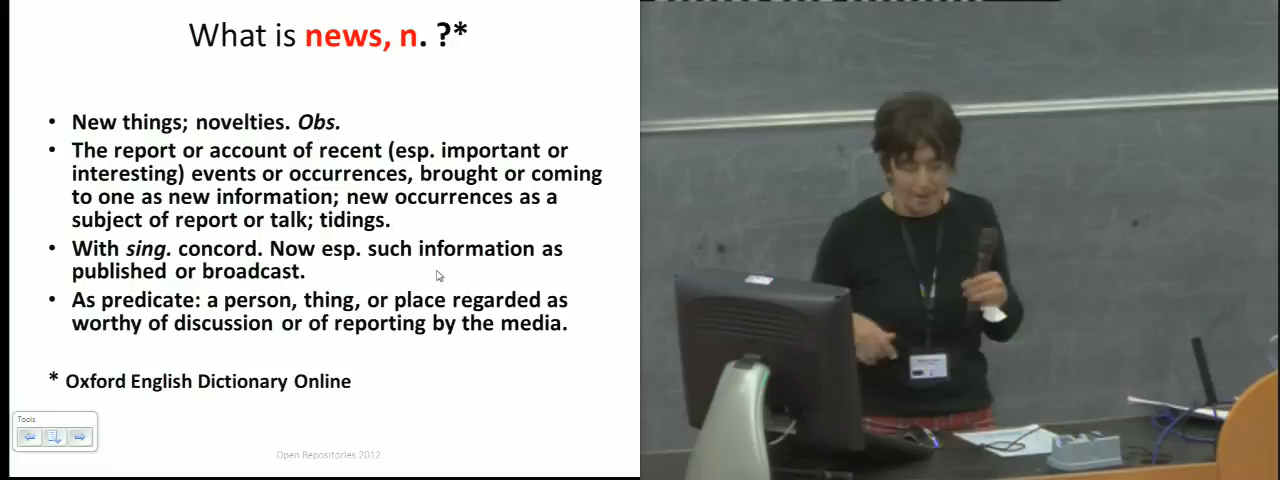 What is news, n. ?*
• New things; novelties. Obs.
• The report or account of recent (esp. important or
interesting) events or occurrences, brought or coming
to one as new information; new occurrences as a
subject of report or talk; tidings.
• With sing. concord. Now esp. such information as
published or broadcast.
• As predicate: a person, thing, or place regarded as
worthy of discussion or of reporting by the media.
* Oxford English Dictionary Online
Tools
Open Repositories 2012